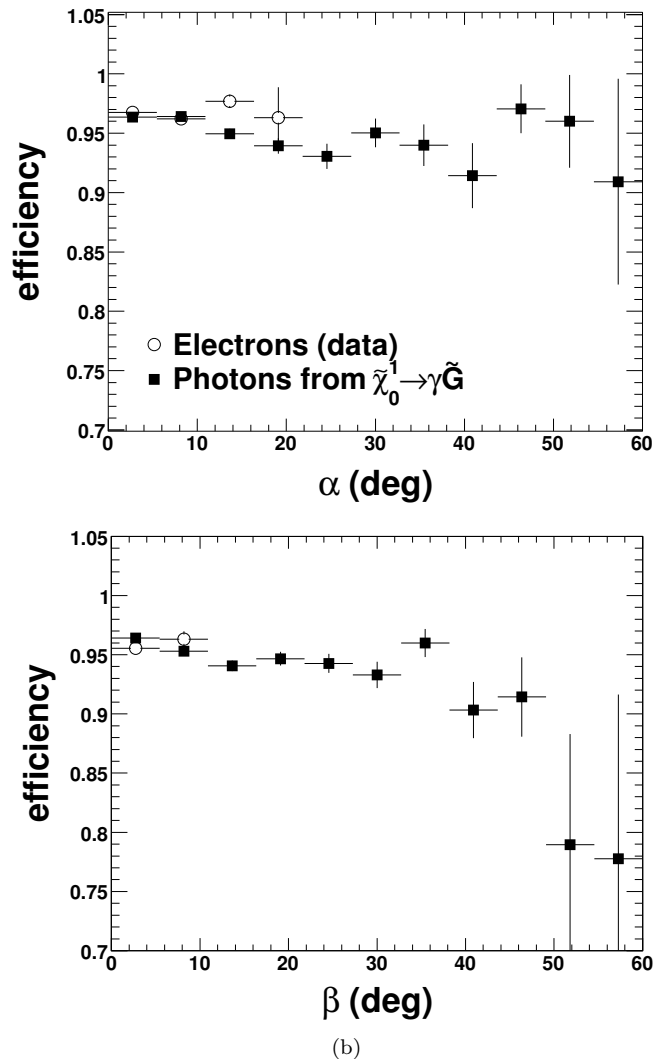 1.05
1
0.95
0.9
0.85
0.8
0.75
0.7
efficiency
Electrons (data)
Photons from χ̃₀¹→γG̃
0 10 20 30 40 50 60
α (deg)
1.05
1
0.95
0.9
0.85
0.8
0.75
0.7
efficiency
0 10 20 30 40 50 60
β (deg)
(b)